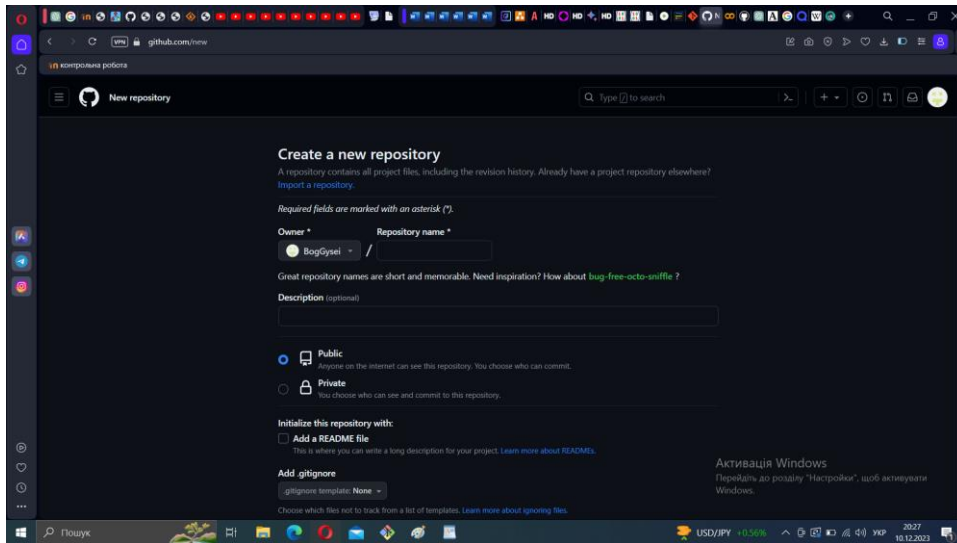 VPN github.com/new
контрольна робота
New repository
Type / to search
Create a new repository
A repository contains all project files, including the revision history. Already have a project repository elsewhere?
Import a repository.
Required fields are marked with an asterisk (*).
Owner * Repository name *
BogGysei /
Great repository names are short and memorable. Need inspiration? How about bug-free-octo-sniffle ?
Description (optional)
Public
Anyone on the internet can see this repository. You choose who can commit.
Private
You choose who can see and commit to this repository.
Initialize this repository with:
Add a README file
This is where you can write a long description for your project. Learn more about READMEs.
Add .gitignore
.gitignore template: None
Choose which files not to track from a list of templates. Learn more about ignoring files.
Активація Windows
Перейдіть до розділу "Настройки", щоб активувати
Windows.
Пошук
USD/JPY +0.56%
УКР
20:27
10.12.2023